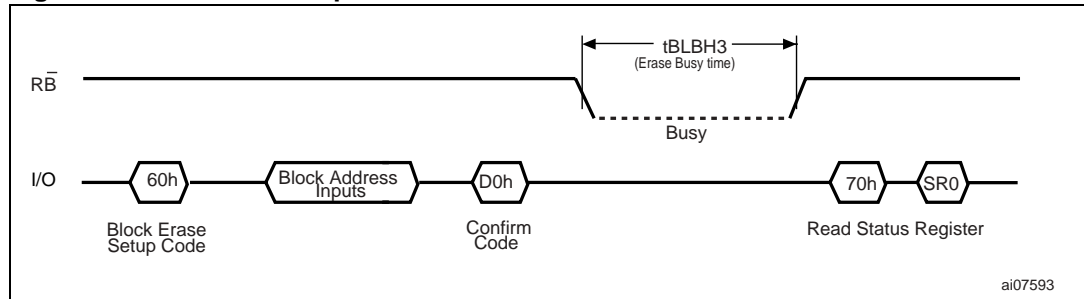 tBLBH3
(Erase Busy time)
RB̅
Busy
I/O
60h
Block Address
Inputs
D0h
70h
SR0
Block Erase
Setup Code
Confirm
Code
Read Status Register
ai07593